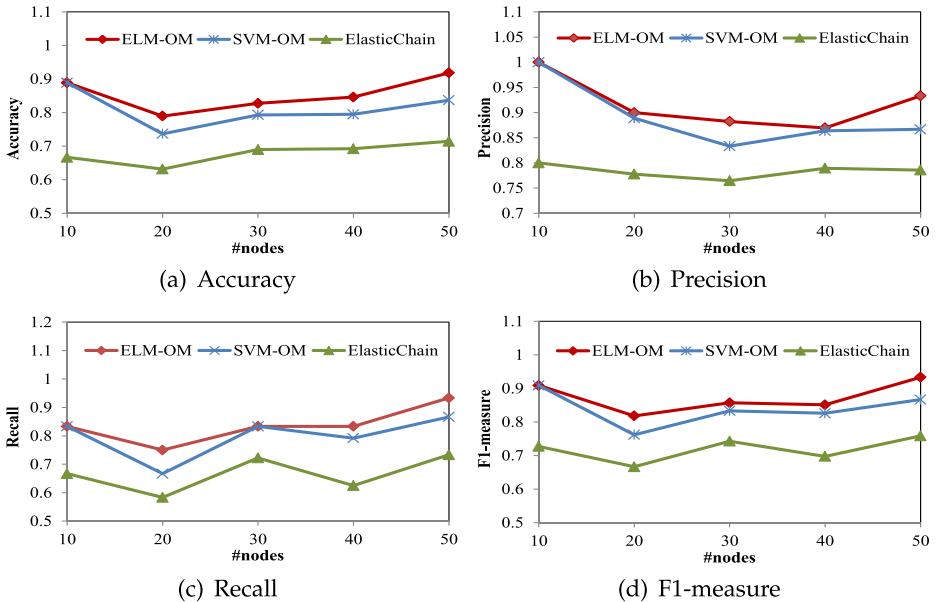 1.1
1
0.9
0.8
0.7
0.6
0.5
Accuracy
ELM-OM SVM-OM ElasticChain
10 20 30 40 50
#nodes
(a) Accuracy
1.1
1.05
1
0.95
0.9
0.85
0.8
0.75
0.7
Precision
ELM-OM SVM-OM ElasticChain
10 20 30 40 50
#nodes
(b) Precision
1.2
1.1
1
0.9
0.8
0.7
0.6
0.5
Recall
ELM-OM SVM-OM ElasticChain
10 20 30 40 50
#nodes
(c) Recall
1.1
1
0.9
0.8
0.7
0.6
0.5
F1-measure
ELM-OM SVM-OM ElasticChain
10 20 30 40 50
#nodes
(d) F1-measure